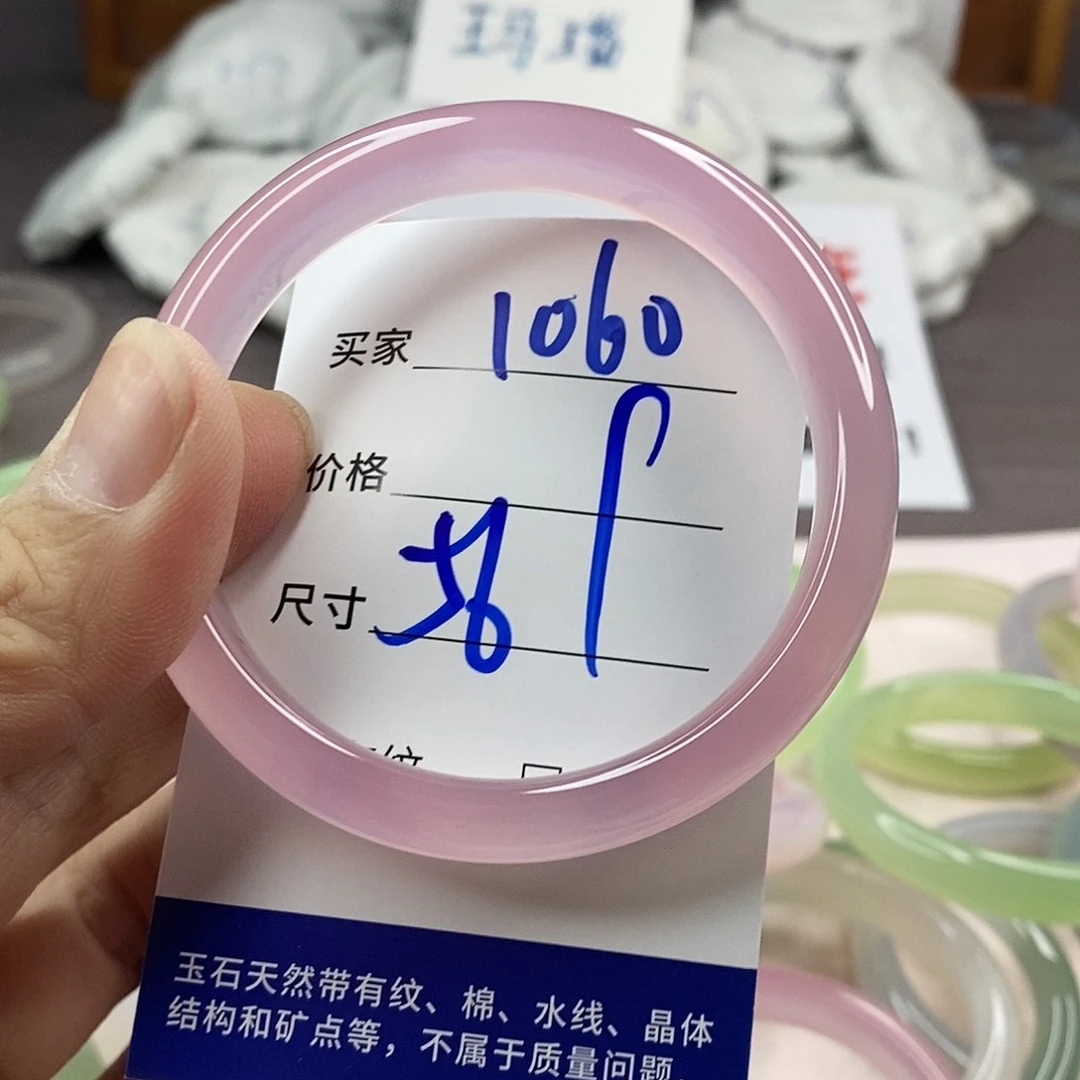 玛瑙
买家 1060
价格
尺寸 58
玉石天然带有纹、棉、水线、晶体
结构和矿点等，不属于质量问题